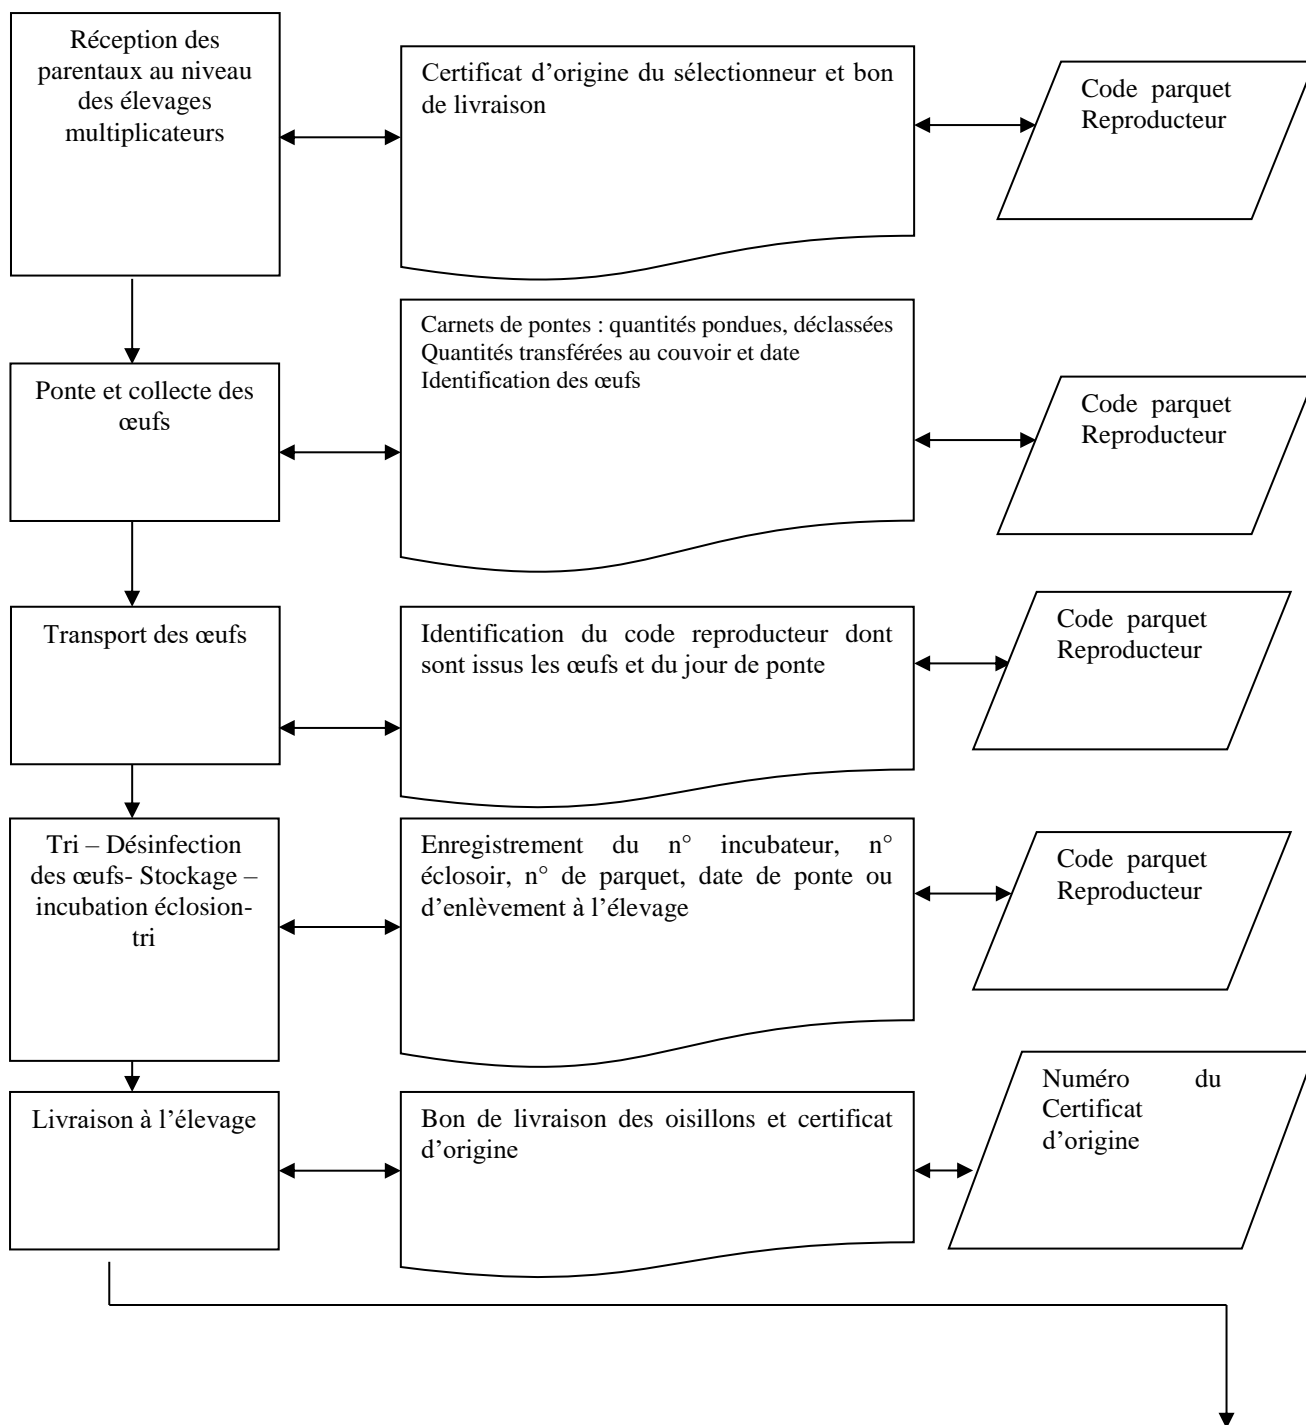 Réception des
parentaux au niveau
des élevages
multiplicateurs
Certificat d’origine du sélectionneur et bon
de livraison
Code parquet
Reproducteur
Carnets de pontes : quantités pondues, déclassées
Quantités transférées au couvoir et date
Identification des œufs
Ponte et collecte des
œufs
Code parquet
Reproducteur
Transport des œufs
Identification du code reproducteur dont
sont issus les œufs et du jour de ponte
Code parquet
Reproducteur
Tri – Désinfection
des œufs- Stockage –
incubation éclosion-
tri
Enregistrement du n° incubateur, n°
éclosoir, n° de parquet, date de ponte ou
d’enlèvement à l’élevage
Code parquet
Reproducteur
Livraison à l’élevage
Bon de livraison des oisillons et certificat
d’origine
Numéro du
Certificat
d’origine